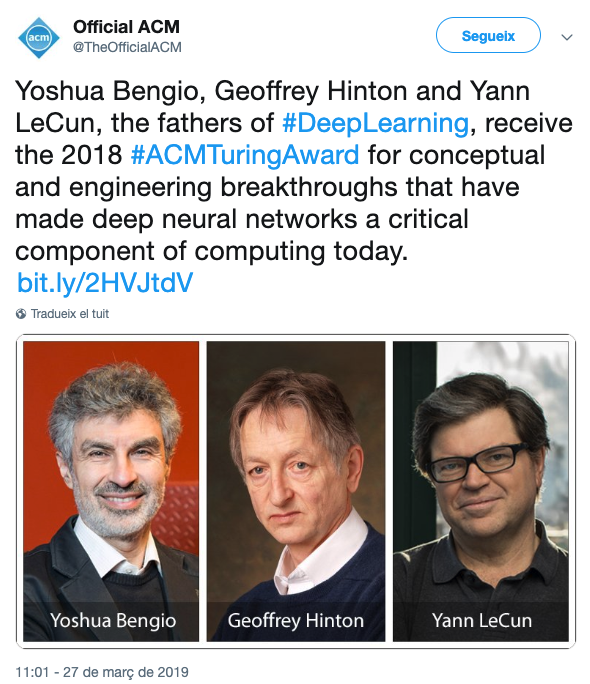 acm
Official ACM
@TheOfficialACM
Segueix
Yoshua Bengio, Geoffrey Hinton and Yann
LeCun, the fathers of #DeepLearning, receive
the 2018 #ACMTuringAward for conceptual
and engineering breakthroughs that have
made deep neural networks a critical
component of computing today.
bit.ly/2HVJtdV
Tradueix el tuit
Yoshua Bengio
Geoffrey Hinton
Yann LeCun
11:01 - 27 de març de 2019